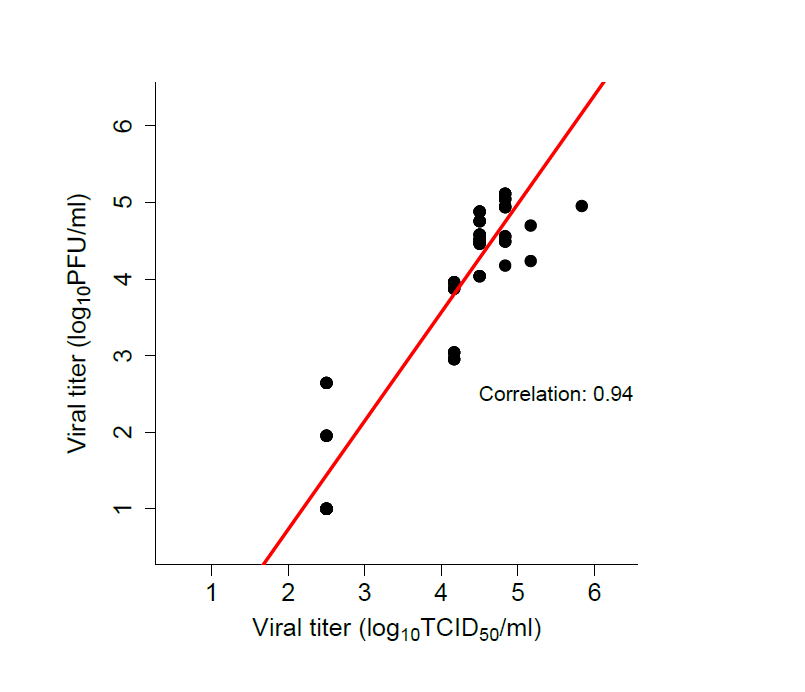 6
5
4
3
2
1
Viral titer (log₁₀PFU/ml)
Correlation: 0.94
1 2 3 4 5 6
Viral titer (log₁₀TCID₅₀/ml)